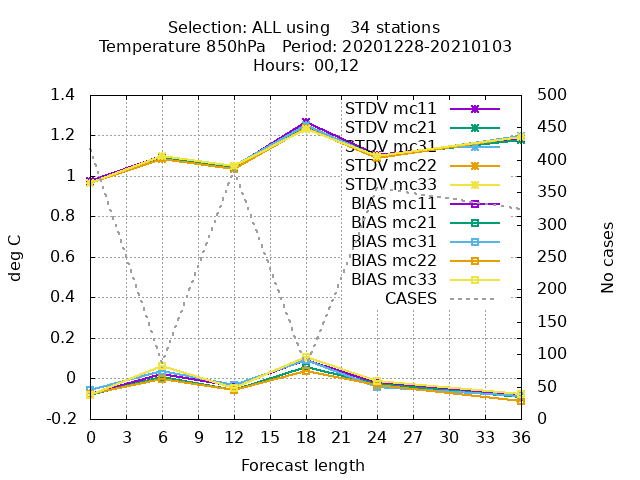 Selection: ALL using 34 stations
Temperature 850hPa Period: 20201228-20210103
Hours: 00,12
1.4
1.2
1
0.8
0.6
0.4
0.2
0
-0.2
deg C
STDV mc11
STDV mc21
STDV mc31
STDV mc22
STDV mc33
BIAS mc11
BIAS mc21
BIAS mc31
BIAS mc22
BIAS mc33
CASES
500
450
400
350
300
250
200
150
100
50
0
No cases
0 3 6 9 12 15 18 21 24 27 30 33 36
Forecast length